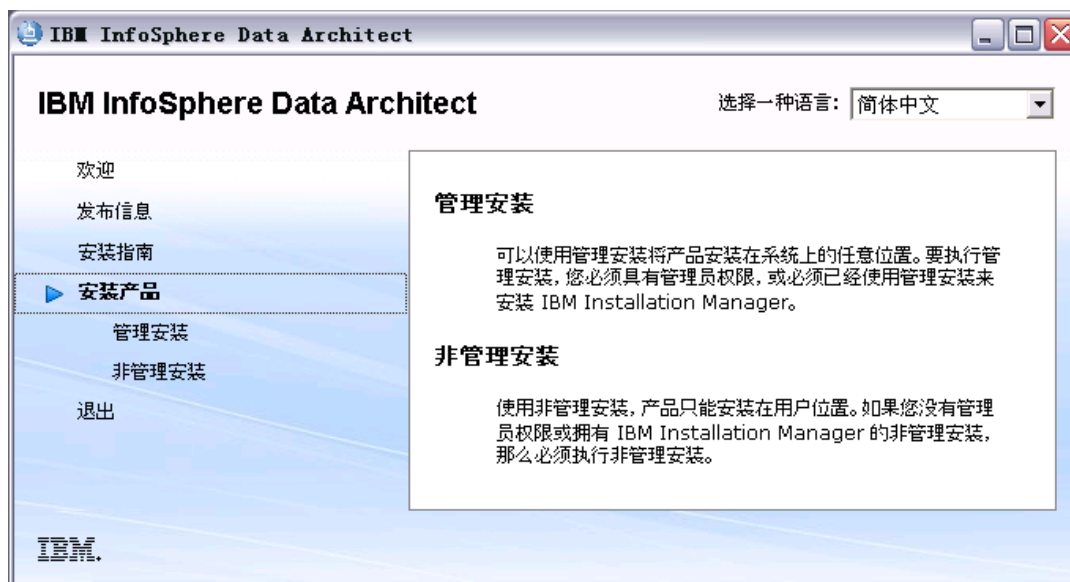 IBM InfoSphere Data Architect
IBM InfoSphere Data Architect
选择一种语言:
简体中文
欢迎
发布信息
安装指南
安装产品
管理安装
非管理安装
退出
管理安装
可以使用管理安装将产品安装在系统上的任意位置。要执行管
理安装,您必须具有管理员权限,或必须已经使用管理安装来
安装 IBM Installation Manager。
非管理安装
使用非管理安装,产品只能安装在用户位置。如果您没有管理
员权限或拥有 IBM Installation Manager 的非管理安装,
那么必须执行非管理安装。
IBM.